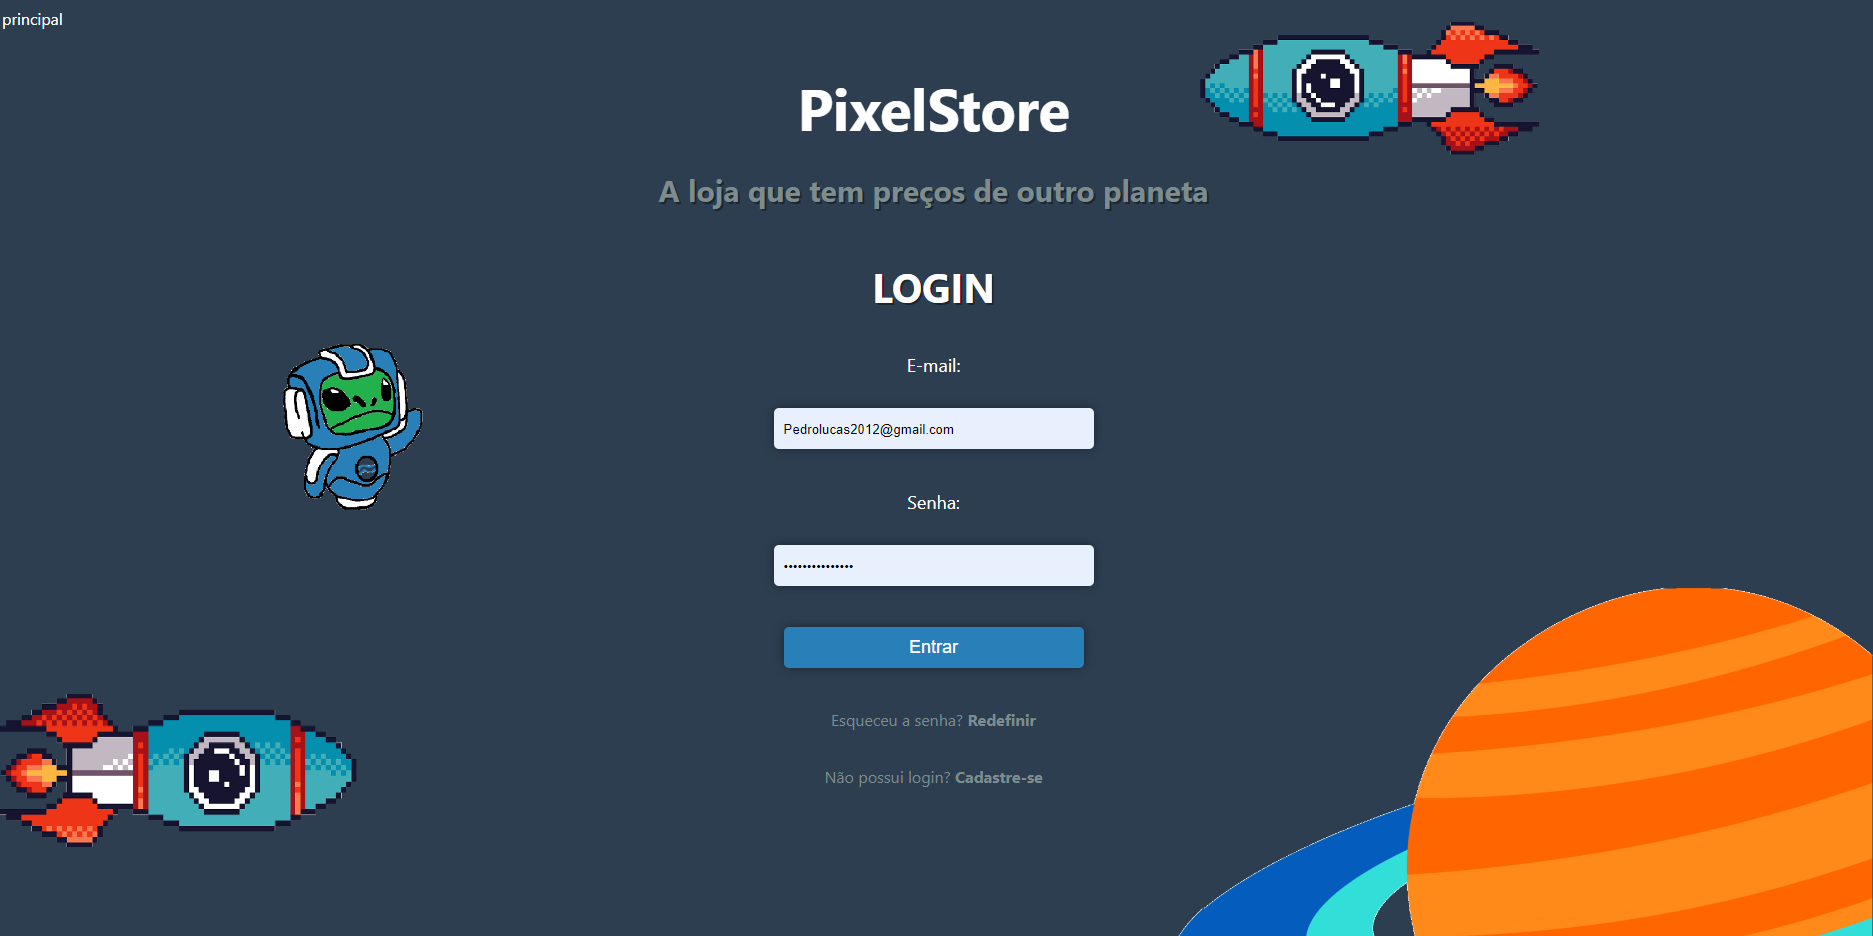 principal
PixelStore
A loja que tem preços de outro planeta
LOGIN
E-mail:
Pedrolucas2012@gmail.com
Senha:
•••••••••••••••
Entrar
Esqueceu a senha? Redefinir
Não possui login? Cadastre-se